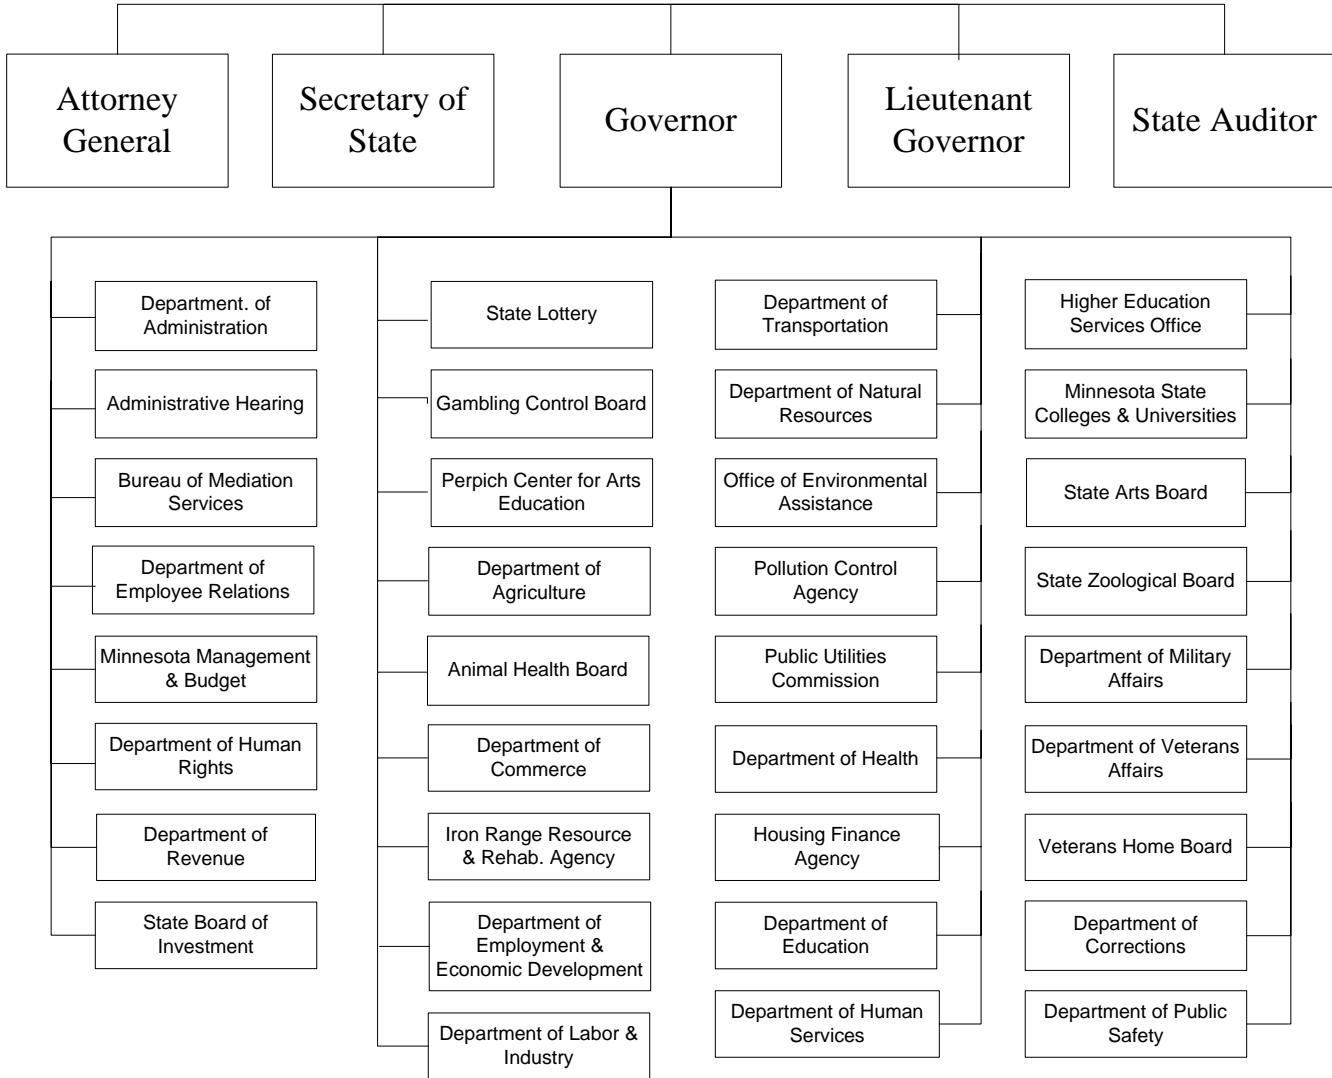 Attorney
General
Secretary of
State
Governor
Lieutenant
Governor
State Auditor
Department. of
Administration
Administrative Hearing
Bureau of Mediation
Services
Department of
Employee Relations
Minnesota Management
& Budget
Department of Human
Rights
Department of
Revenue
State Board of
Investment
State Lottery
Gambling Control Board
Perpich Center for Arts
Education
Department of
Agriculture
Animal Health Board
Department of
Commerce
Iron Range Resource
& Rehab. Agency
Department of
Employment &
Economic Development
Department of Labor &
Industry
Department of
Transportation
Department of Natural
Resources
Office of Environmental
Assistance
Pollution Control
Agency
Public Utilities
Commission
Department of Health
Housing Finance
Agency
Department of
Education
Department of Human
Services
Higher Education
Services Office
Minnesota State
Colleges & Universities
State Arts Board
State Zoological Board
Department of Military
Affairs
Department of Veterans
Affairs
Veterans Home Board
Department of
Corrections
Department of Public
Safety